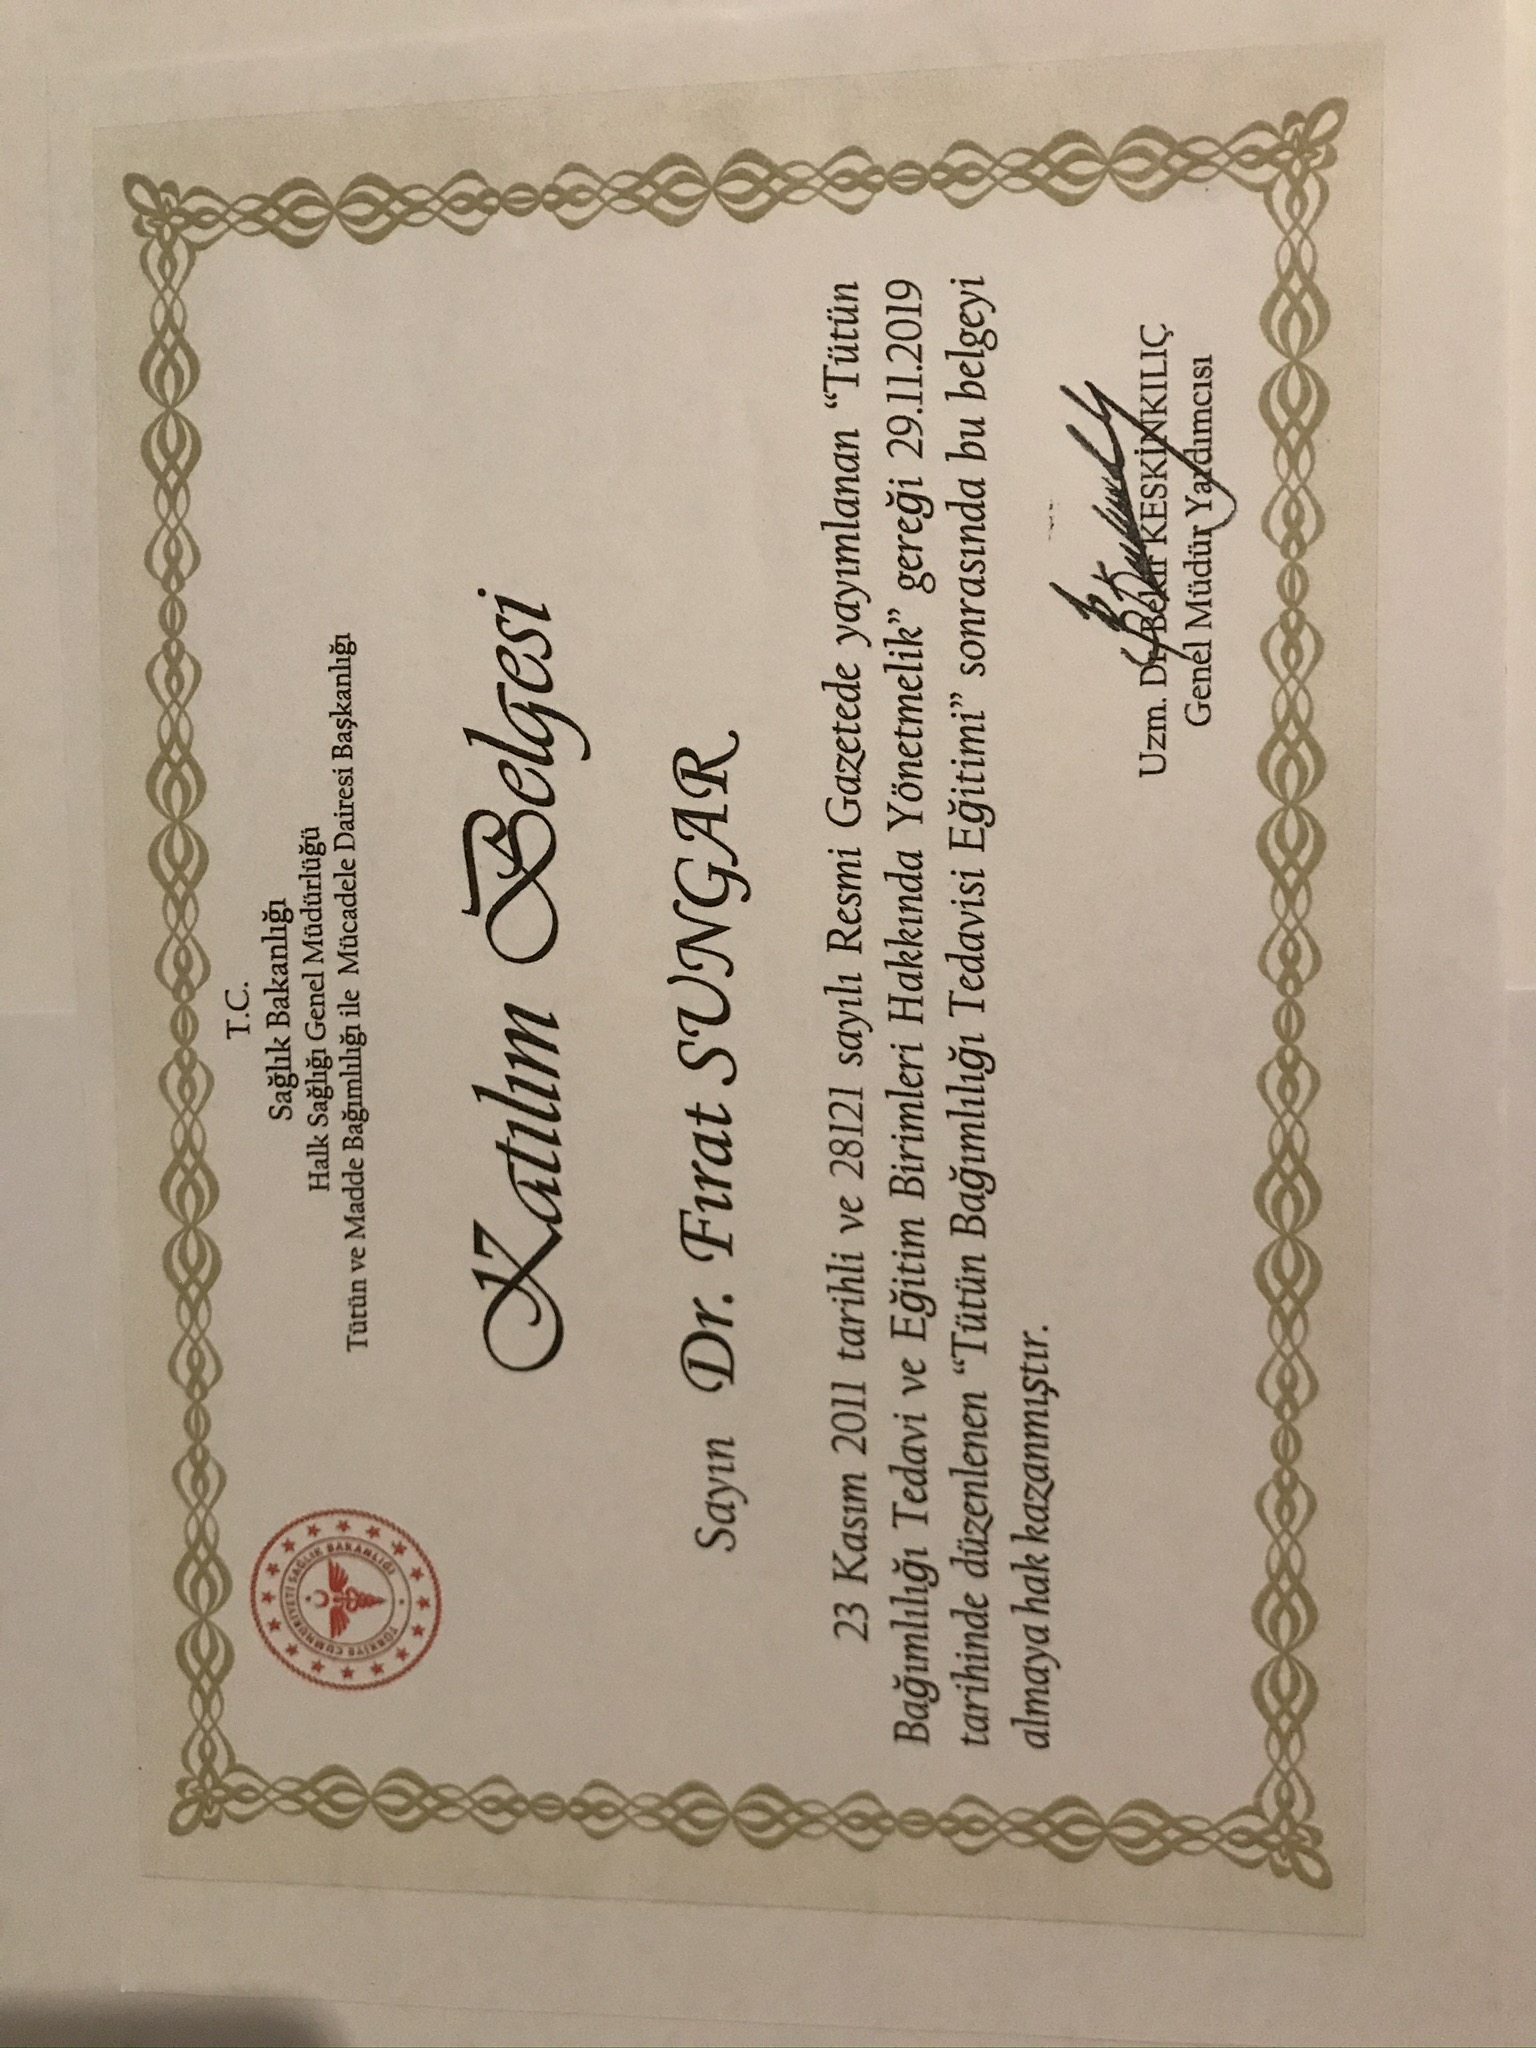 T.C.
Sağlık Bakanlığı
Halk Sağlığı Genel Müdürlüğü
Tütün ve Madde Bağımlılığı ile Mücadele Dairesi Başkanlığı
TÜRKİYE CUMHURİYETİ SAĞLIK BAKANLIĞI
Katılım Belgesi
Sayın Dr. Fırat SUNGAR
23 Kasım 2011 tarihli ve 28121 sayılı Resmi Gazetede yayımlanan “Tütün
Bağımlılığı Tedavi ve Eğitim Birimleri Hakkında Yönetmelik” gereği 29.11.2019
tarihinde düzenlenen “Tütün Bağımlılığı Tedavisi Eğitimi” sonrasında bu belgeyi
almaya hak kazanmıştır.
Uzm. Dr. Bekir KESKİNKILIÇ
Genel Müdür Yardımcısı